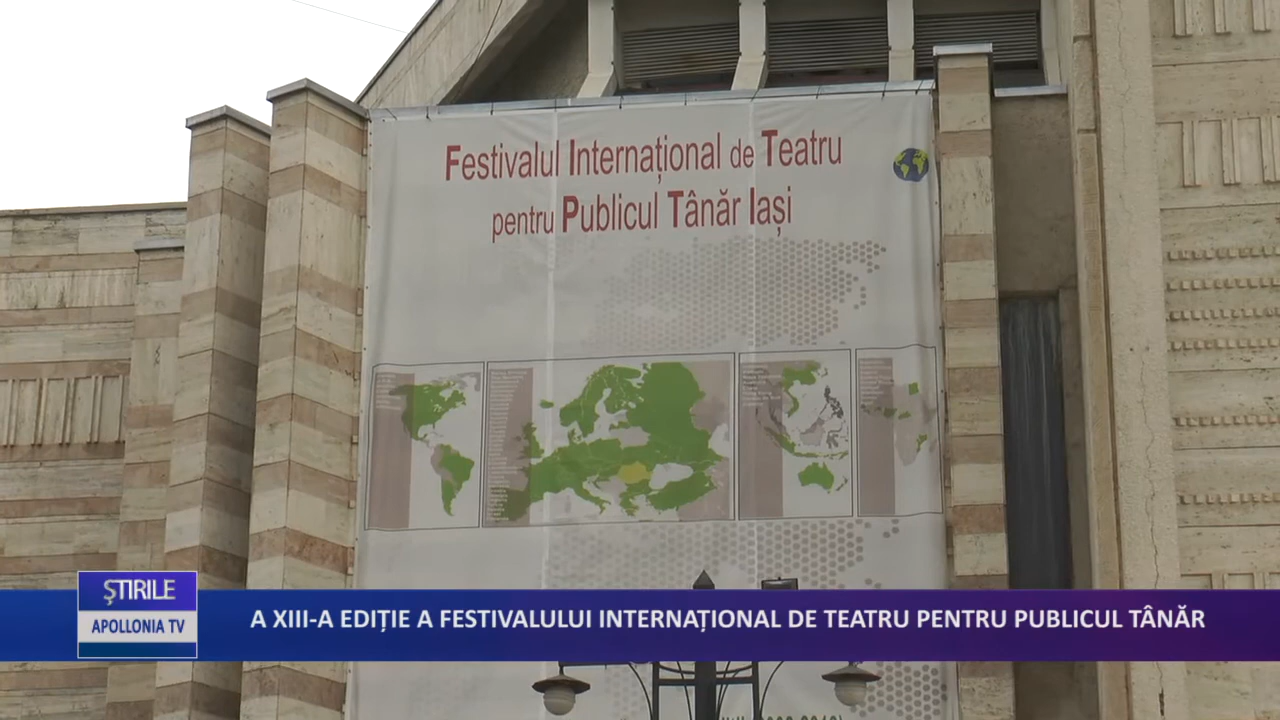 Festivalul Internațional de Teatru
pentru Publicul Tânăr Iași
ȘTIRILE
APOLLONIA TV
A XIII-A EDIȚIE A FESTIVALULUI INTERNAȚIONAL DE TEATRU PENTRU PUBLICUL TÂNĂR